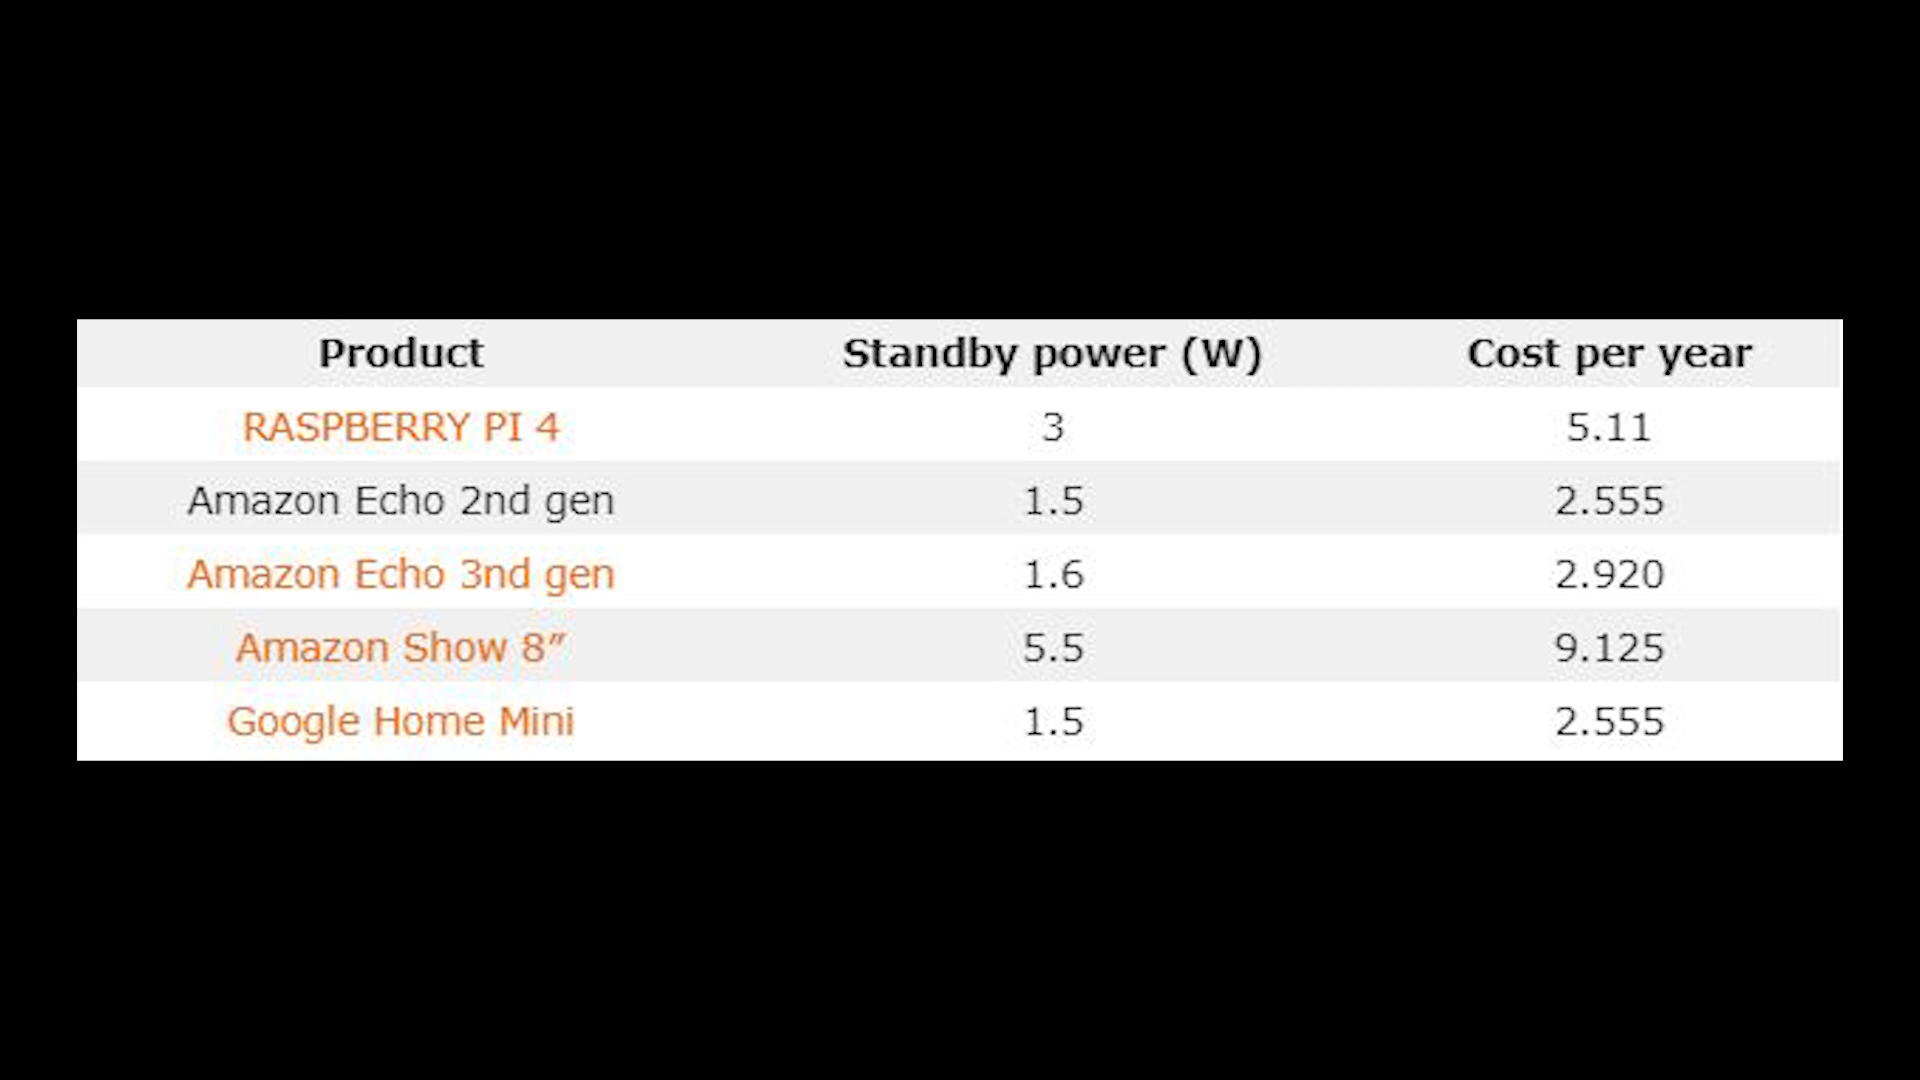 Product Standby power (W) Cost per year
RASPBERRY PI 4 3 5.11
Amazon Echo 2nd gen 1.5 2.555
Amazon Echo 3nd gen 1.6 2.920
Amazon Show 8″ 5.5 9.125
Google Home Mini 1.5 2.555